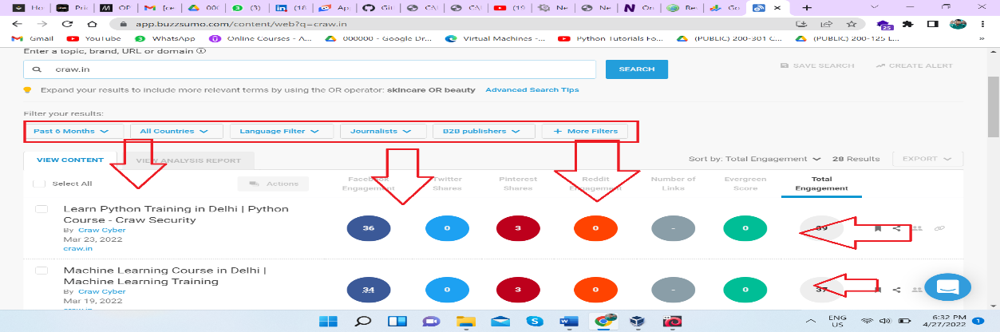 Ho Pric OP [ce 00( (3) (18 Ap Git C:\ C:\ (19 Ne Ne On Re Go
app.buzzsumo.com/content/web?q=craw.in
25
Gmail YouTube WhatsApp Online Courses - A... 000000 - Google Dr... Virtual Machines -... Python Tutorials Fo... (PUBLIC) 200-301 C... (PUBLIC) 200-125 L... »
Enter a topic, brand, URL or domain
craw.in SEARCH SAVE SEARCH CREATE ALERT
Expand your results to include more relevant terms by using the OR operator: skincare OR beauty Advanced Search Tips
Filter your results:
Past 6 Months All Countries Language Filter Journalists B2B publishers + More Filters
VIEW CONTENT VIEW ANALYSIS REPORT Sort by: Total Engagement 28 Results EXPORT
Select All Actions Facebook Engagement Twitter Shares Pinterest Shares Reddit Engagement Number of Links Evergreen Score Total Engagement
Learn Python Training in Delhi | Python
Course - Craw Security
36 0 3 0 - 0 39
By Craw Cyber
Mar 23, 2022
craw.in
Machine Learning Course in Delhi |
Machine Learning Training
34 0 3 0 - 0 37
By Craw Cyber
Mar 19, 2022
craw.in
ENG
US
6:32 PM
4/27/2022
1